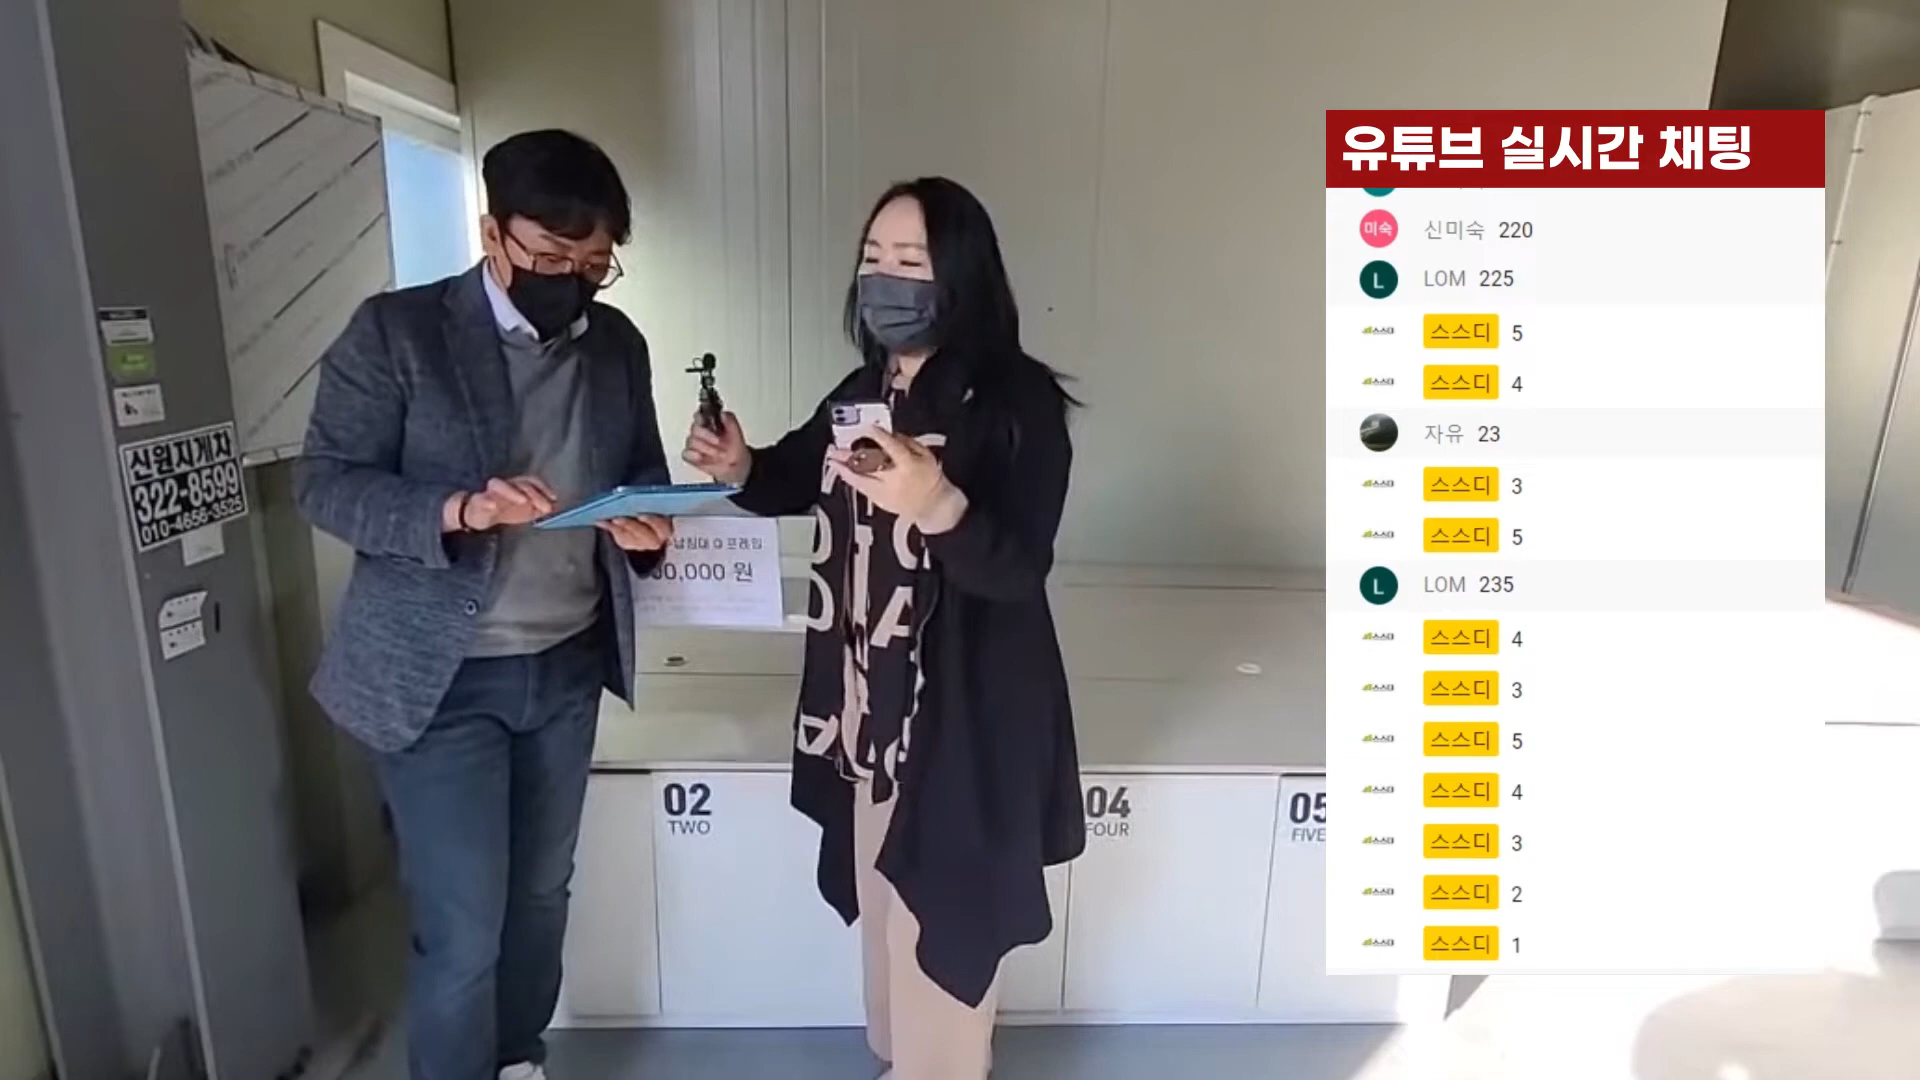 유튜브 실시간 채팅
미숙 신미숙 220
L LOM 225
스스디 5
스스디 4
자유 23
스스디 3
스스디 5
L LOM 235
스스디 4
스스디 3
스스디 5
스스디 4
스스디 3
스스디 2
스스디 1
신원지게차
322-8599
010-4656-3525
프레임
0,000 원
02
TWO
04
FOUR
05
FIVE